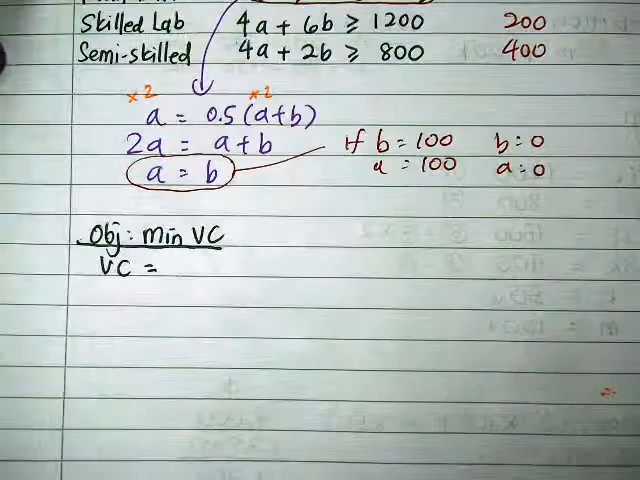 Skilled Lab 4a + 6b ≥ 1200 200
Semi-skilled 4a + 2b ≥ 800 400
×2 ×2
a = 0.5 (a+b)
2a = a+b If b = 100 b = 0
a = b a = 100 a = 0
Obj: min VC
VC =